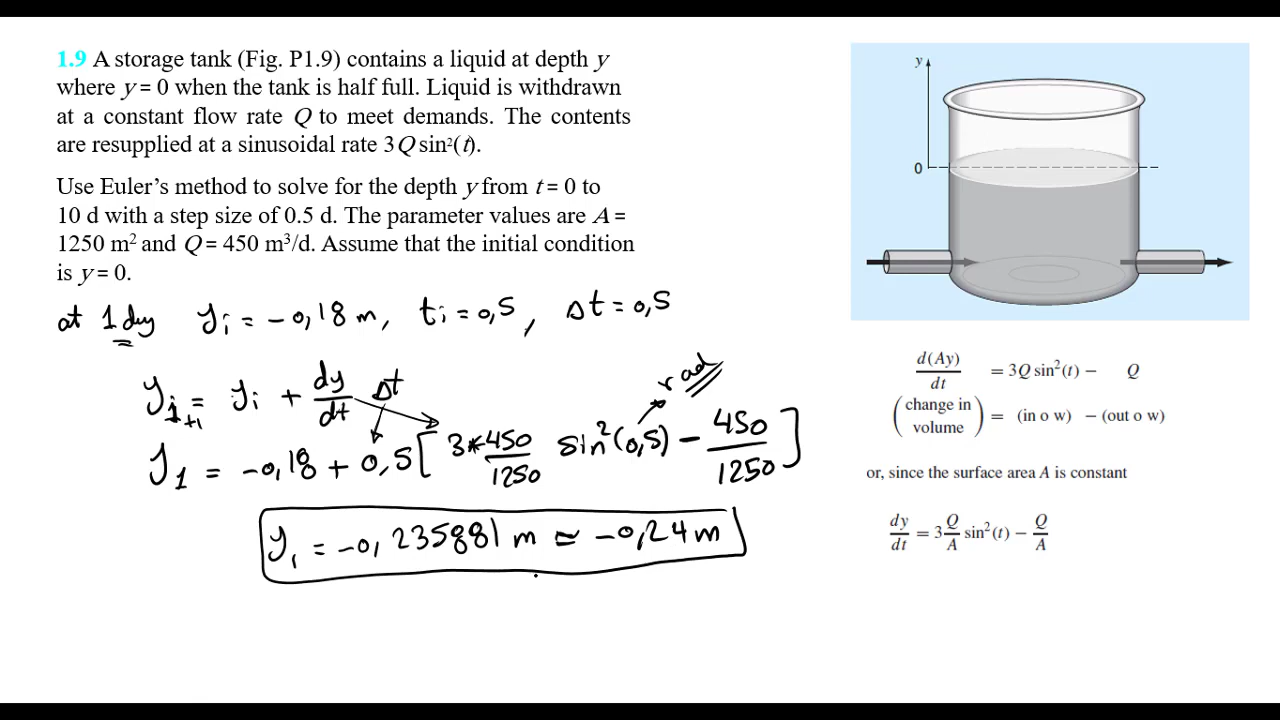 1.9 A storage tank (Fig. P1.9) contains a liquid at depth y
where y = 0 when the tank is half full. Liquid is withdrawn
at a constant flow rate Q to meet demands. The contents
are resupplied at a sinusoidal rate 3Q sin²(t).
Use Euler's method to solve for the depth y from t = 0 to
10 d with a step size of 0.5 d. The parameter values are A =
1250 m² and Q = 450 m³/d. Assume that the initial condition
is y = 0.
at 1 day yi = -0,18 m, ti = 0,5, Δt = 0,5
yi+1 = yi + dy/dt Δt
rad
y1 = -0,18 + 0,5 [ 3*450/1250 sin²(0,5) - 450/1250 ]
y1 = -0,235881 m ≃ -0,24 m
y
0
d(Ay)/dt = 3Q sin²(t) − Q
(change in volume) = (in o w) − (out o w)
or, since the surface area A is constant
dy/dt = 3 Q/A sin²(t) − Q/A